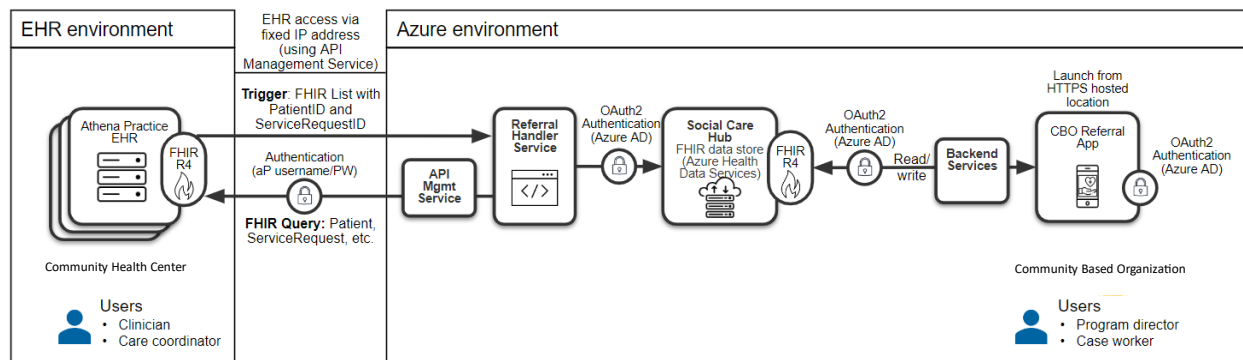 EHR environment
EHR access via
fixed IP address
(using API
Management Service)
Azure environment
Trigger: FHIR List with
PatientID and
ServiceRequestID
Athena Practice
EHR
FHIR
R4
Authentication
(aP username/PW)
FHIR Query: Patient,
ServiceRequest, etc.
API
Mgmt
Service
Referral
Handler
Service
</>
OAuth2
Authentication
(Azure AD)
Social Care
Hub
FHIR data store
(Azure Health
Data Services)
FHIR
R4
OAuth2
Authentication
(Azure AD)
Read/
write
Backend
Services
Launch from
HTTPS hosted
location
CBO Referral
App
OAuth2
Authentication
(Azure AD)
Community Health Center
Users
• Clinician
• Care coordinator
Community Based Organization
Users
• Program director
• Case worker